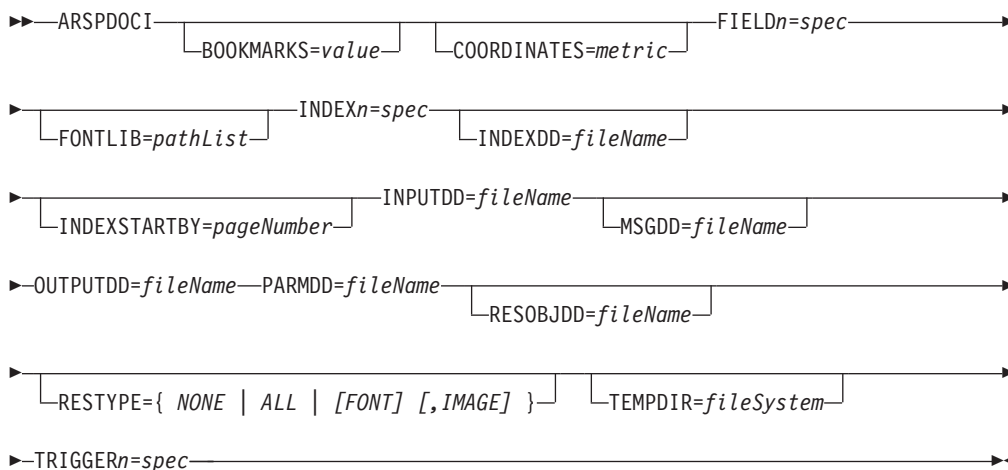 ARSPDOCI FIELDn=spec
BOOKMARKS=value COORDINATES=metric
INDEXn=spec
FONTLIB=pathList INDEXDD=fileName
INPUTDD=fileName
INDEXSTARTBY=pageNumber MSGDD=fileName
OUTPUTDD=fileName PARMDD=fileName
RESOBJDD=fileName
RESTYPE={ NONE | ALL | [FONT] [,IMAGE] } TEMPDIR=fileSystem
TRIGGERn=spec